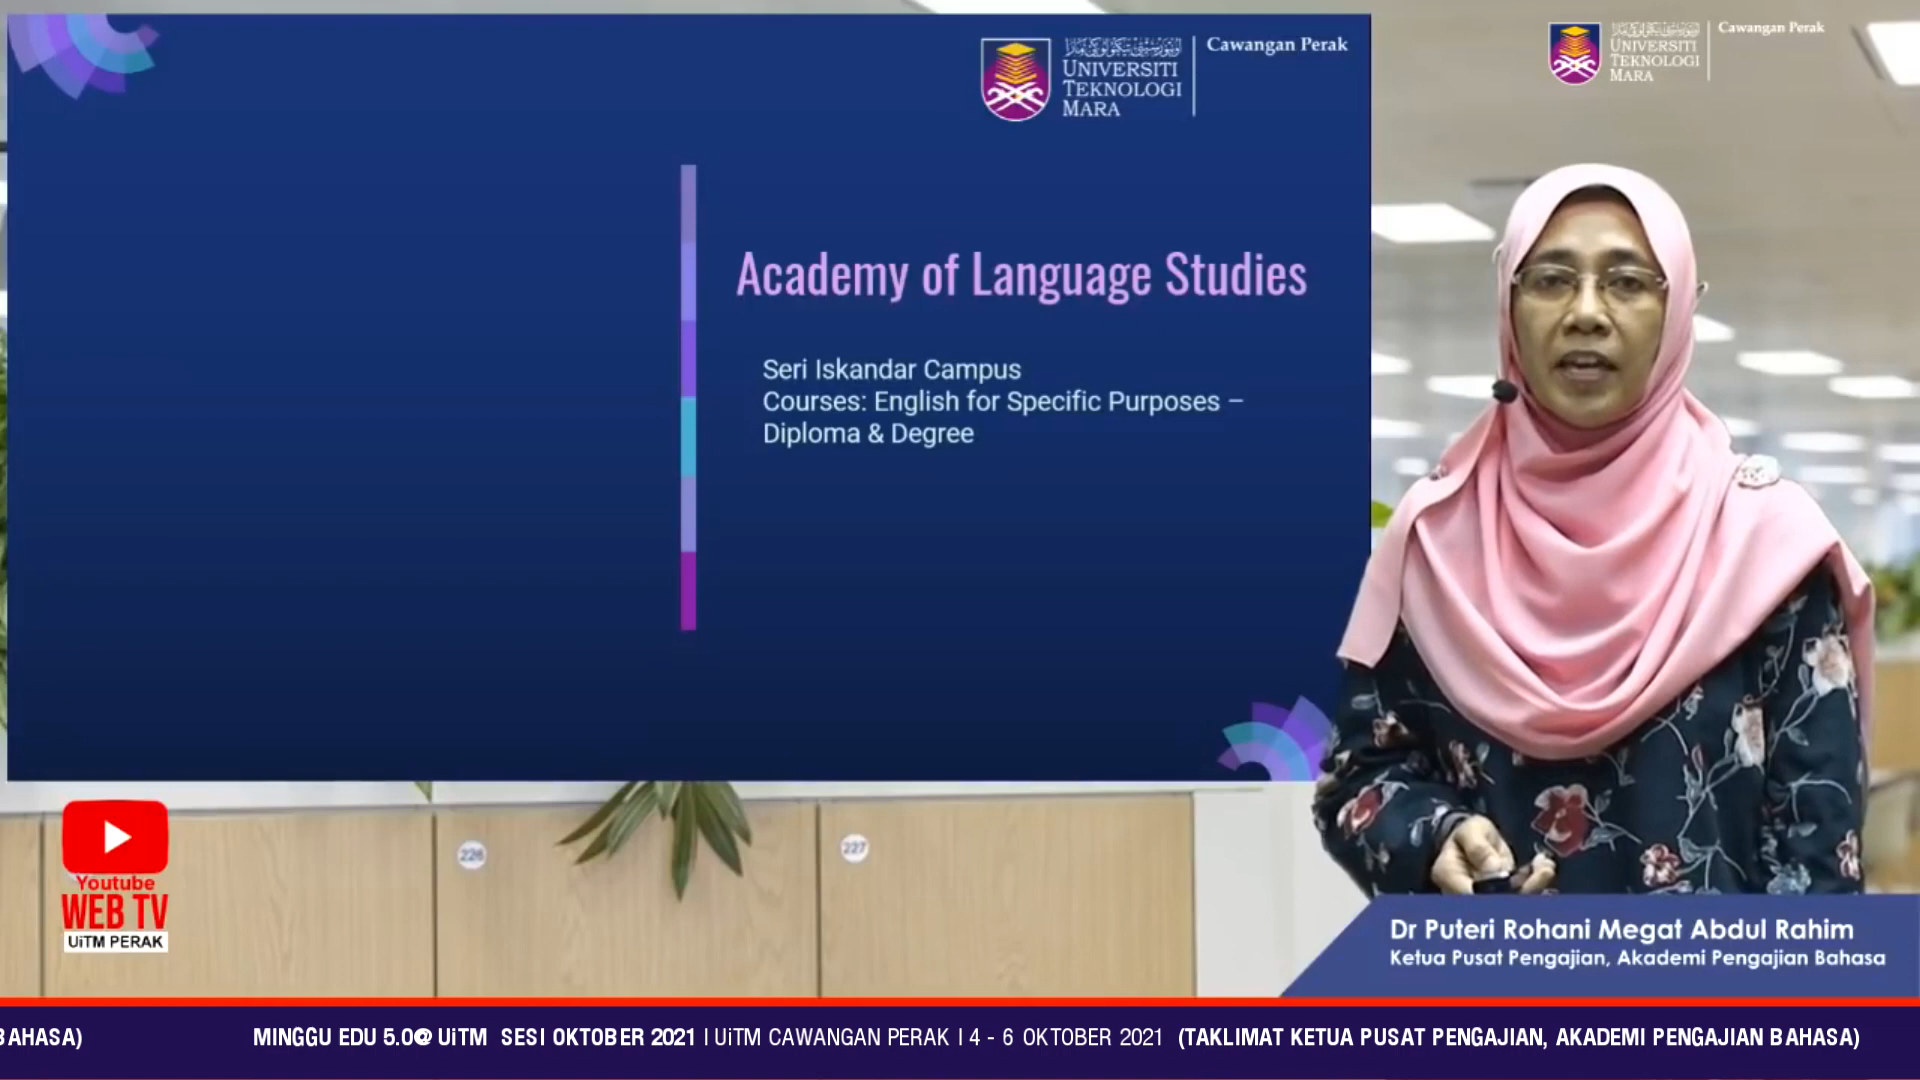 UNIVERSITI
TEKNOLOGI
MARA
Cawangan Perak
UNIVERSITI
TEKNOLOGI
MARA
Cawangan Perak
Academy of Language Studies
Seri Iskandar Campus
Courses: English for Specific Purposes –
Diploma & Degree
226
227
Youtube
WEB TV
UiTM PERAK
Dr Puteri Rohani Megat Abdul Rahim
Ketua Pusat Pengajian, Akademi Pengajian Bahasa
BAHASA) MINGGU EDU 5.0@ UiTM SESI OKTOBER 2021 | UiTM CAWANGAN PERAK | 4 - 6 OKTOBER 2021 (TAKLIMAT KETUA PUSAT PENGAJIAN, AKADEMI PENGAJIAN BAHASA)